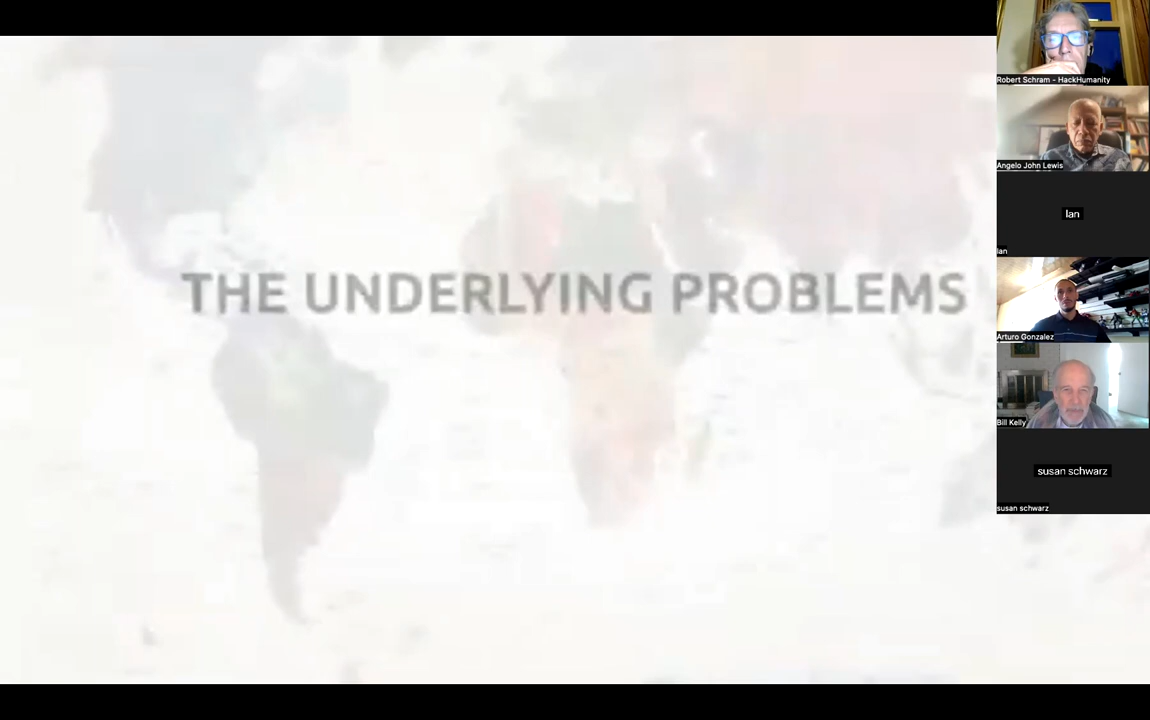 THE UNDERLYING PROBLEMS
Robert Schram - HackHumanity
Angelo John Lewis
Ian
Ian
Arturo Gonzalez
Bill Kelly
susan schwarz
susan schwarz